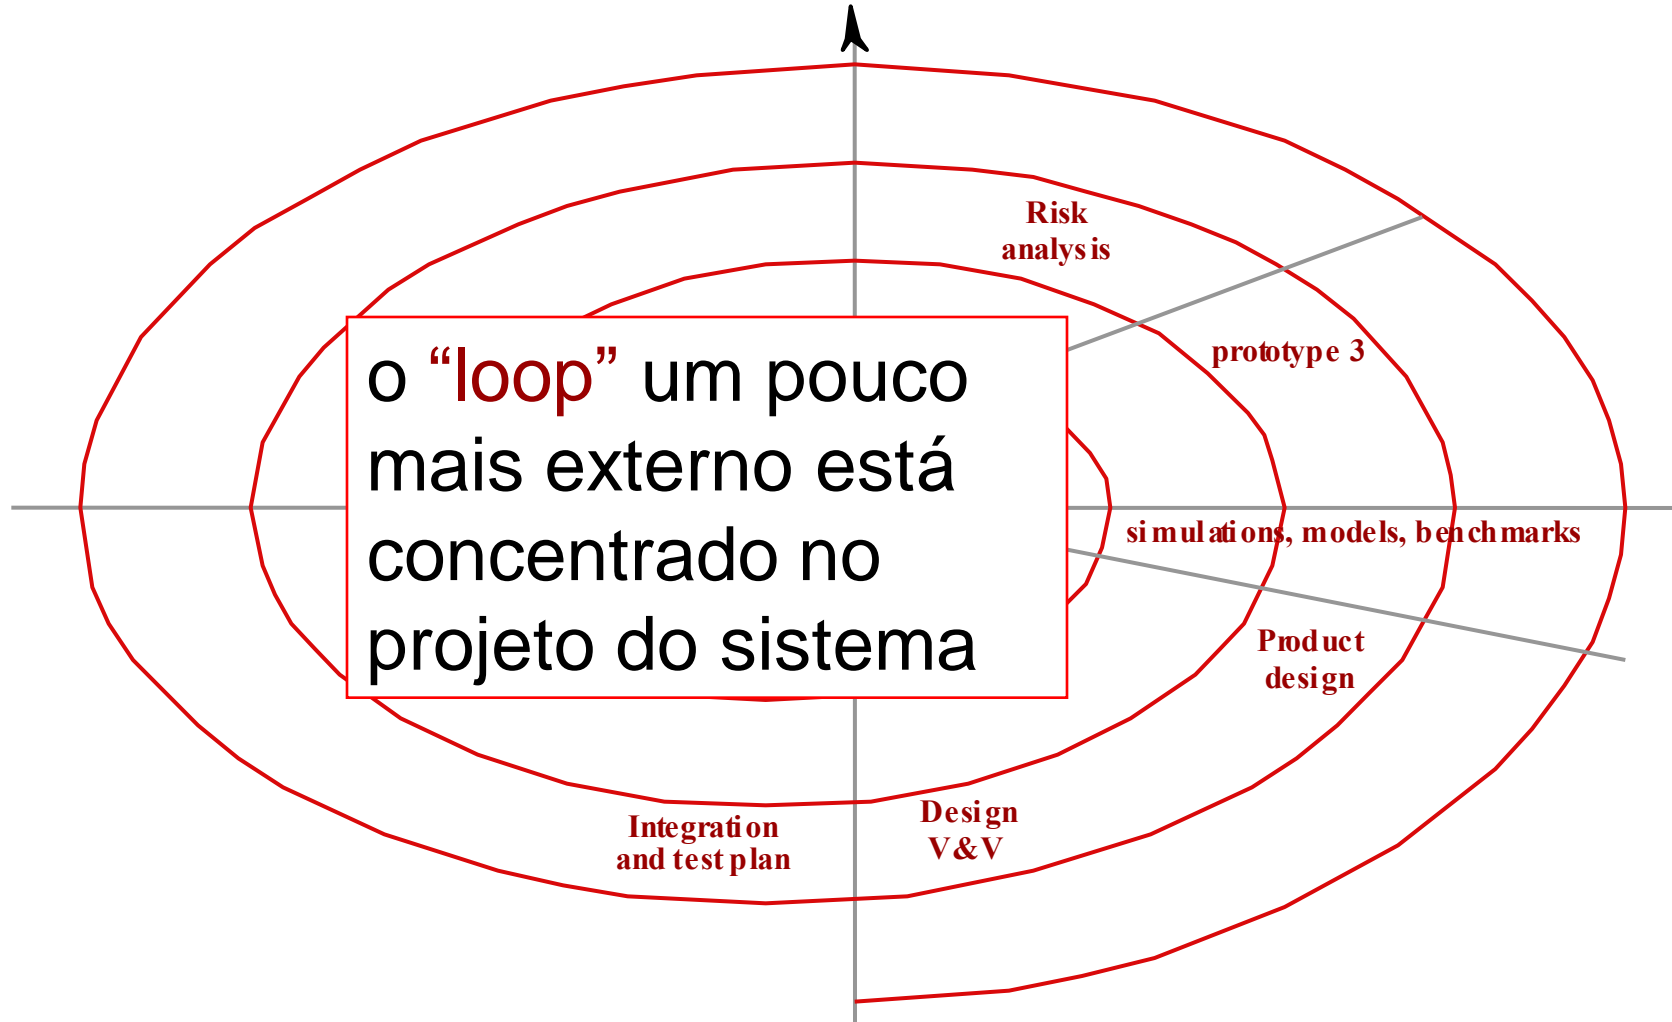 Risk
analysis
prototype 3
o “loop” um pouco
mais externo está
concentrado no
projeto do sistema
simulations, models, benchmarks
Product
design
Design
V&V
Integration
and test plan